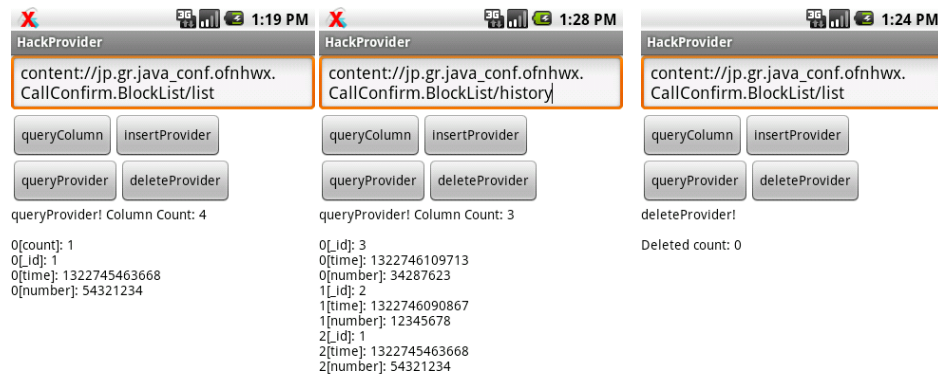 3G 1:19 PM
HackProvider
content://jp.gr.java_conf.ofnhwx.
CallConfirm.BlockList/list
queryColumn insertProvider
queryProvider deleteProvider
queryProvider! Column Count: 4
0[count]: 1
0[_id]: 1
0[time]: 1322745463668
0[number]: 54321234
3G 1:28 PM
HackProvider
content://jp.gr.java_conf.ofnhwx.
CallConfirm.BlockList/history
queryColumn insertProvider
queryProvider deleteProvider
queryProvider! Column Count: 3
0[_id]: 3
0[time]: 1322746109713
0[number]: 34287623
1[_id]: 2
1[time]: 1322746090867
1[number]: 12345678
2[_id]: 1
2[time]: 1322745463668
2[number]: 54321234
3G 1:24 PM
HackProvider
content://jp.gr.java_conf.ofnhwx.
CallConfirm.BlockList/list
queryColumn insertProvider
queryProvider deleteProvider
deleteProvider!
Deleted count: 0